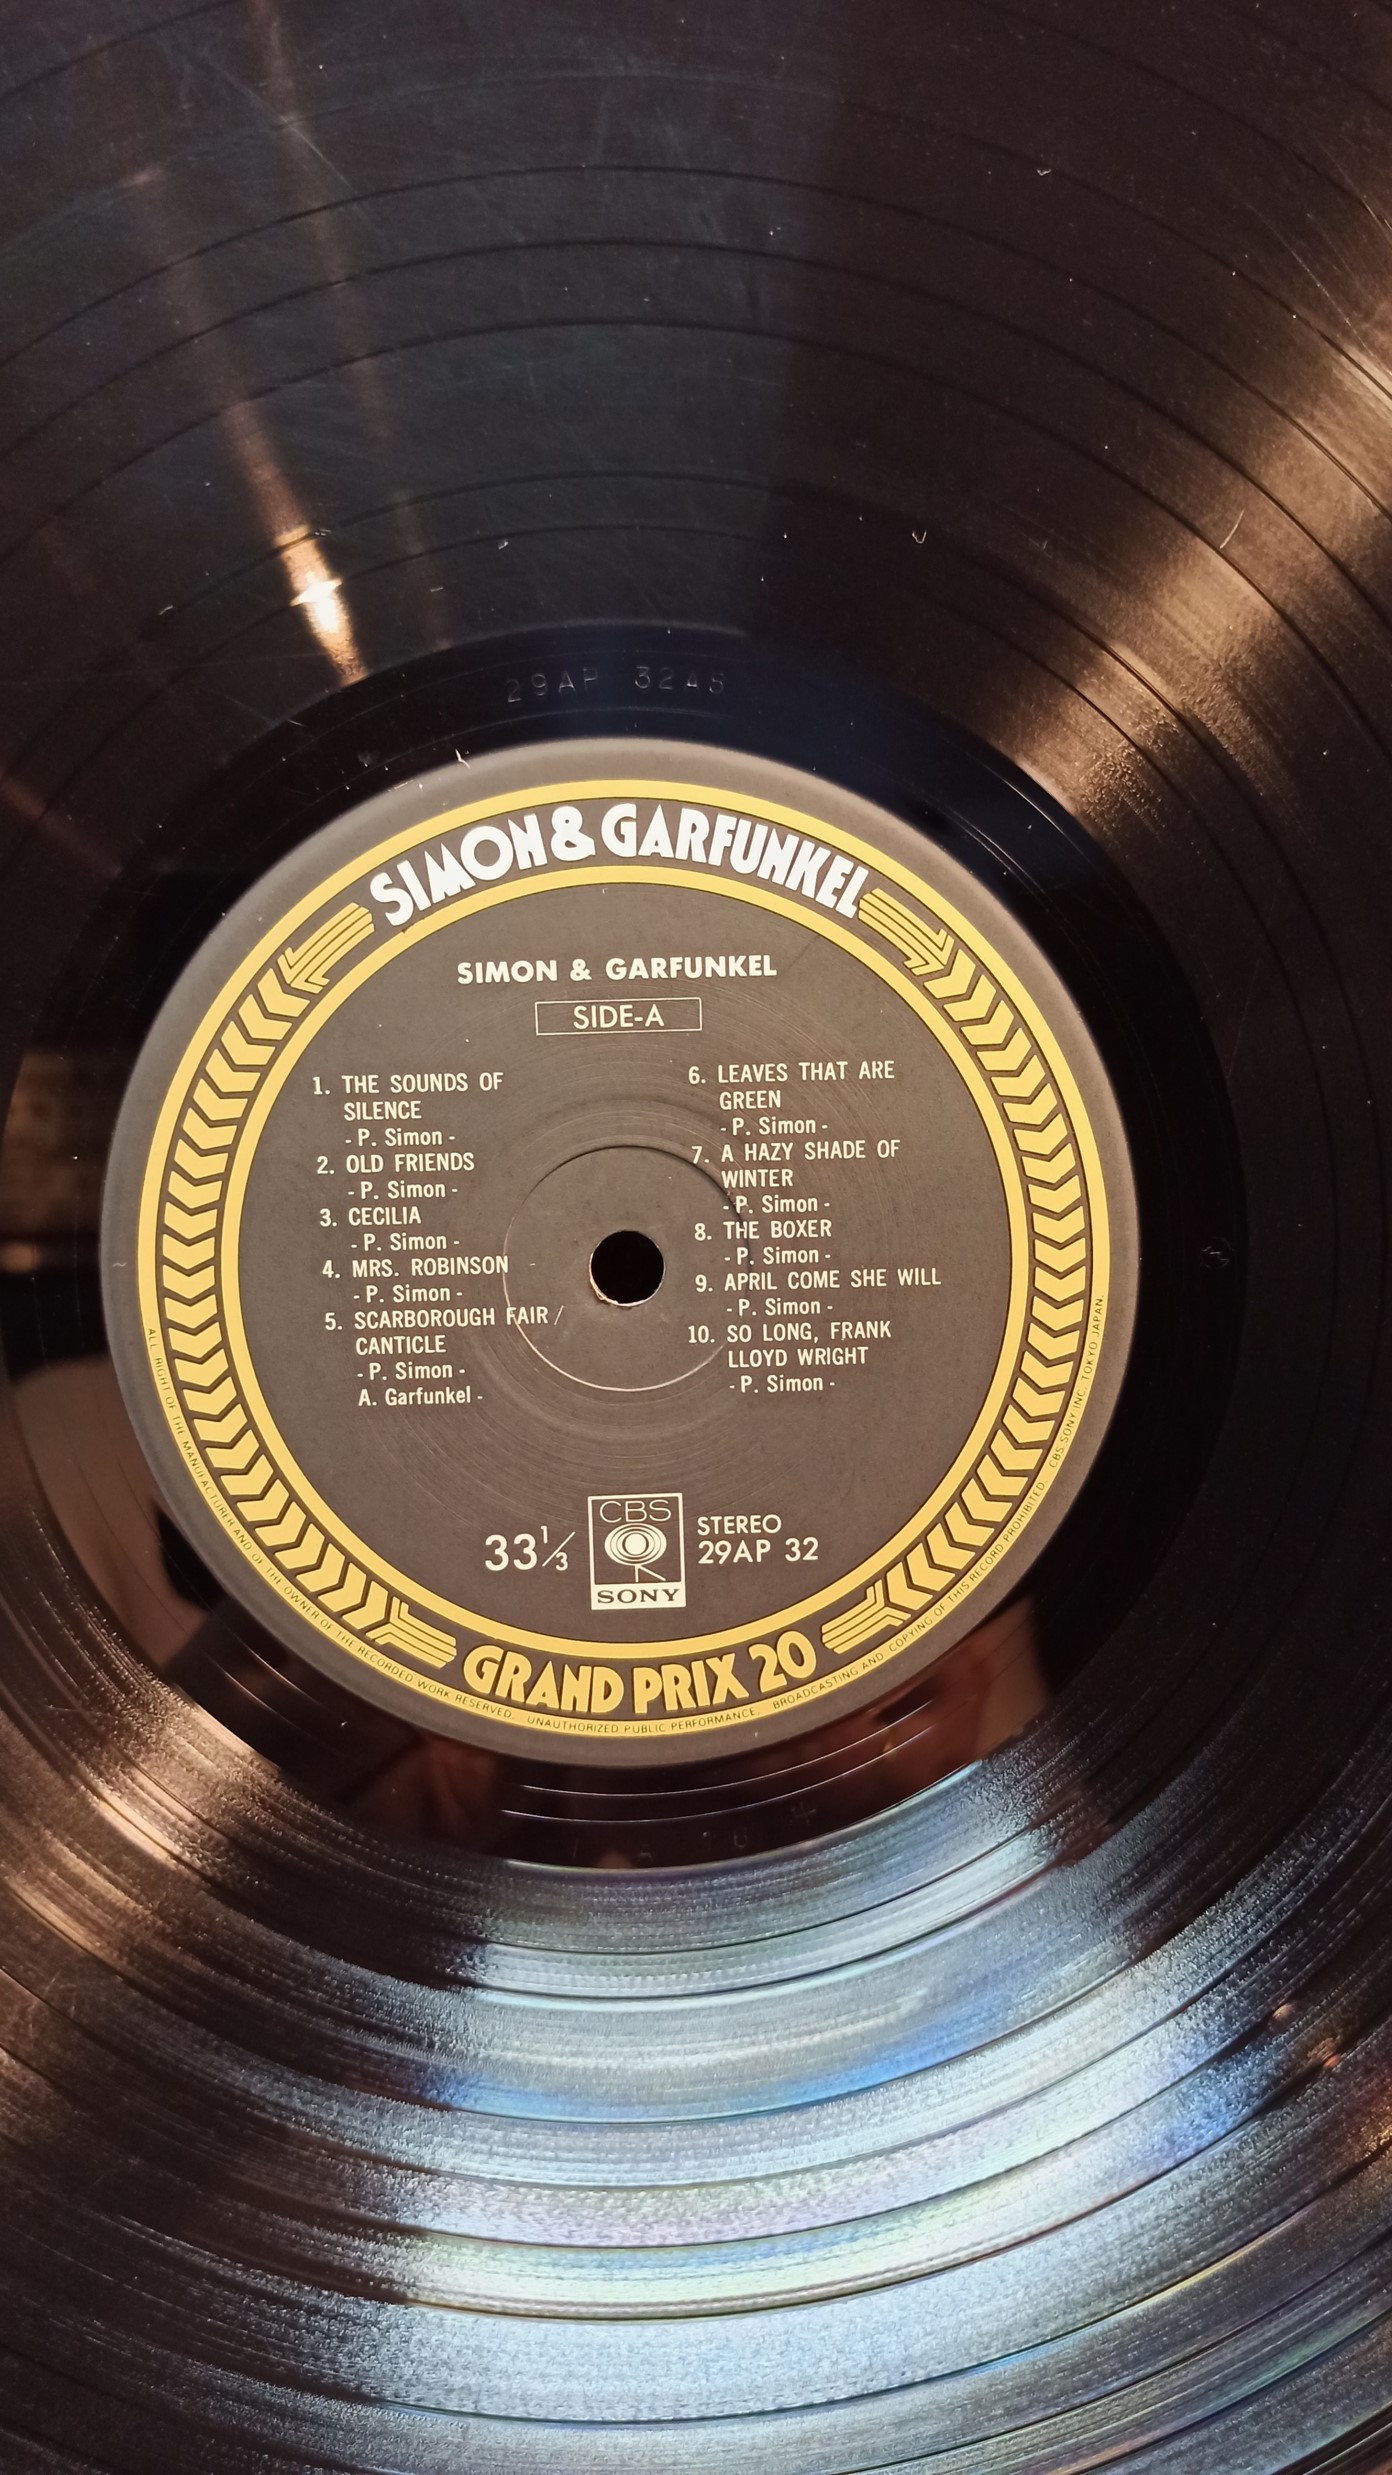 29AP 32A5
SIMON & GARFUNKEL
SIMON & GARFUNKEL
SIDE-A
1. THE SOUNDS OF
SILENCE
- P. Simon -
2. OLD FRIENDS
- P. Simon -
3. CECILIA
- P. Simon -
4. MRS. ROBINSON
- P. Simon -
5. SCARBOROUGH FAIR /
CANTICLE
- P. Simon -
A. Garfunkel -
6. LEAVES THAT ARE
GREEN
- P. Simon -
7. A HAZY SHADE OF
WINTER
- P. Simon -
8. THE BOXER
- P. Simon -
9. APRIL COME SHE WILL
- P. Simon -
10. SO LONG, FRANK
LLOYD WRIGHT
- P. Simon -
33 1/3
CBS
SONY
STEREO
29AP 32
GRAND PRIX 20
ALL RIGHT OF THE MANUFACTURER AND OF THE OWNER OF THE RECORDED WORK RESERVED. UNAUTHORIZED PUBLIC PERFORMANCE, BROADCASTING AND COPYING OF THIS RECORD PROHIBITED. CBS SONY INC. TOKYO JAPAN.